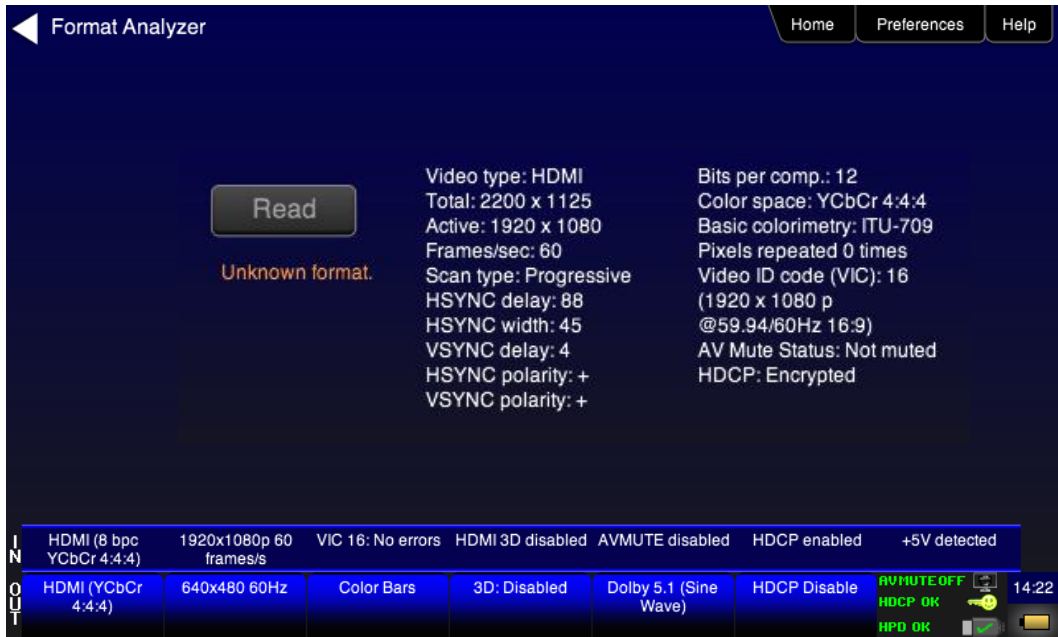 Format Analyzer
Home
Preferences
Help
Read
Unknown format.
Video type: HDMI
Total: 2200 x 1125
Active: 1920 x 1080
Frames/sec: 60
Scan type: Progressive
HSYNC delay: 88
HSYNC width: 45
VSYNC delay: 4
HSYNC polarity: +
VSYNC polarity: +
Bits per comp.: 12
Color space: YCbCr 4:4:4
Basic colorimetry: ITU-709
Pixels repeated 0 times
Video ID code (VIC): 16
(1920 x 1080 p
@59.94/60Hz 16:9)
AV Mute Status: Not muted
HDCP: Encrypted
IN
HDMI (8 bpc
YCbCr 4:4:4)
1920x1080p 60
frames/s
VIC 16: No errors
HDMI 3D disabled
AVMUTE disabled
HDCP enabled
+5V detected
OUT
HDMI (YCbCr
4:4:4)
640x480 60Hz
Color Bars
3D: Disabled
Dolby 5.1 (Sine
Wave)
HDCP Disable
AVMUTEOFF
HDCP OK
HPD OK
14:22